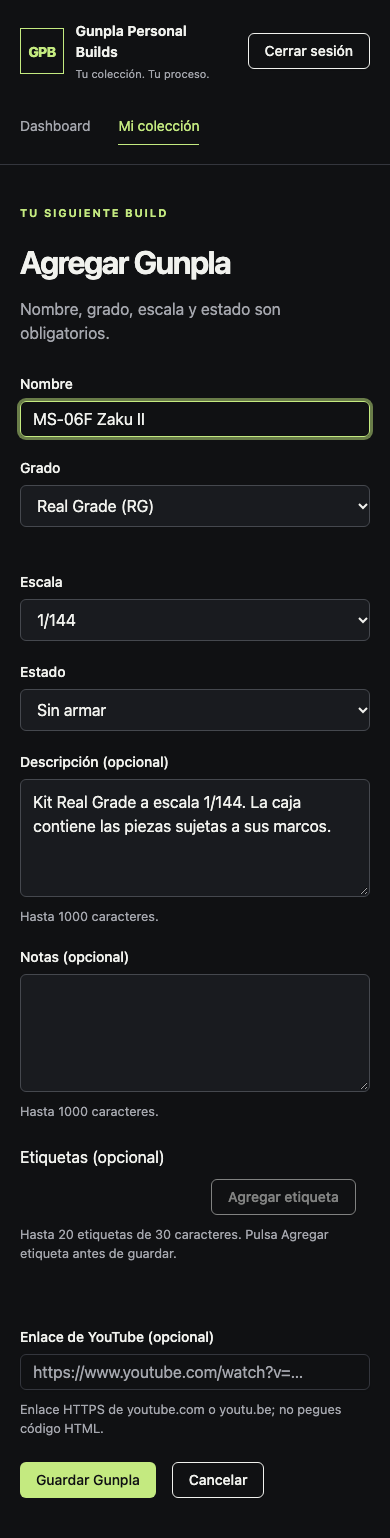 GPB
Gunpla Personal
Builds
Tu colección. Tu proceso.
Cerrar sesión
Dashboard
Mi colección
TU SIGUIENTE BUILD
Agregar Gunpla
Nombre, grado, escala y estado son
obligatorios.
Nombre
MS-06F Zaku II
Grado
Real Grade (RG)
Escala
1/144
Estado
Sin armar
Descripción (opcional)
Kit Real Grade a escala 1/144. La caja
contiene las piezas sujetas a sus marcos.
Hasta 1000 caracteres.
Notas (opcional)
Hasta 1000 caracteres.
Etiquetas (opcional)
Agregar etiqueta
Hasta 20 etiquetas de 30 caracteres. Pulsa Agregar
etiqueta antes de guardar.
Enlace de YouTube (opcional)
https://www.youtube.com/watch?v=...
Enlace HTTPS de youtube.com o youtu.be; no pegues
código HTML.
Guardar Gunpla
Cancelar